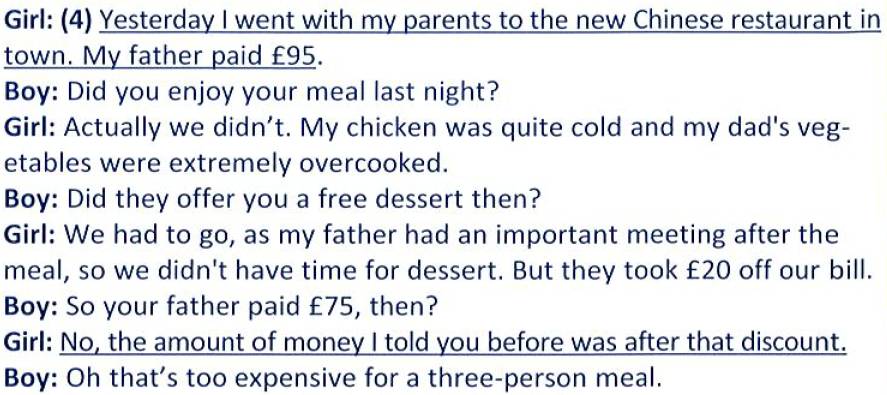 Girl: (4) Yesterday I went with my parents to the new Chinese restaurant in
town. My father paid £95.
Boy: Did you enjoy your meal last night?
Girl: Actually we didn’t. My chicken was quite cold and my dad's veg-
etables were extremely overcooked.
Boy: Did they offer you a free dessert then?
Girl: We had to go, as my father had an important meeting after the
meal, so we didn't have time for dessert. But they took £20 off our bill.
Boy: So your father paid £75, then?
Girl: No, the amount of money I told you before was after that discount.
Boy: Oh that’s too expensive for a three-person meal.